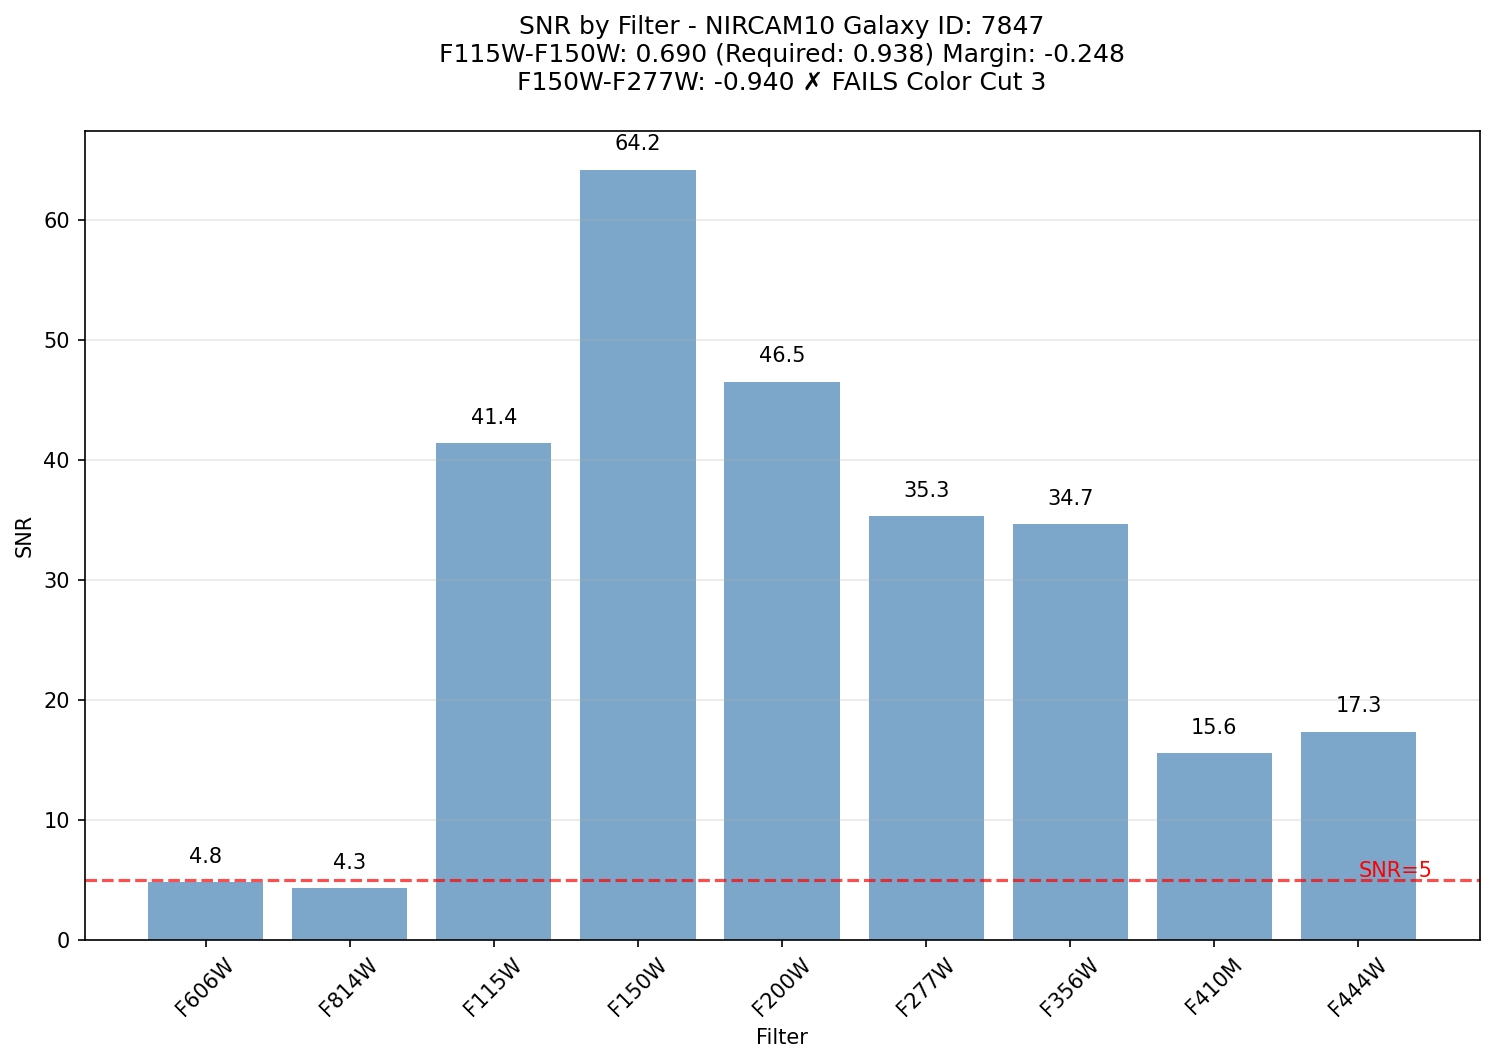 SNR by Filter - NIRCAM10 Galaxy ID: 7847
F115W-F150W: 0.690 (Required: 0.938) Margin: -0.248
F150W-F277W: -0.940 ✗ FAILS Color Cut 3
64.2
60
50
46.5
41.4
40
35.3
34.7
30
20
17.3
15.6
10
4.8
4.3
SNR=5
0
SNR
F606W
F814W
F115W
F150W
F200W
F277W
F356W
F410M
F444W
Filter